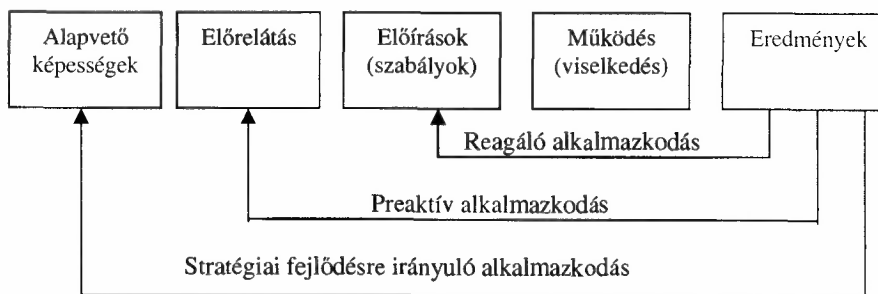 Alapvető
képességek
Előrelátás
Előírások
(szabályok)
Működés
(viselkedés)
Eredmények
Reagáló alkalmazkodás
Preaktív alkalmazkodás
Stratégiai fejlődésre irányuló alkalmazkodás